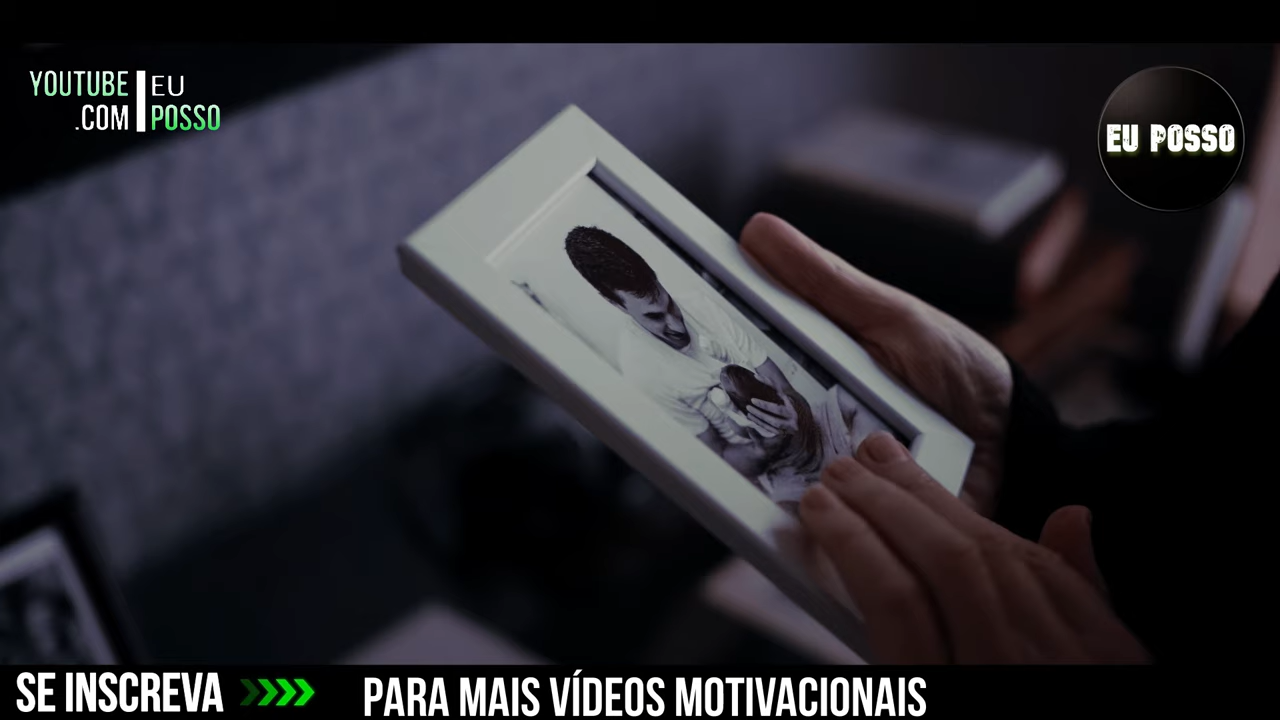 YOUTUBE
.COM
EU
POSSO
EU POSSO
SE INSCREVA
PARA MAIS VÍDEOS MOTIVACIONAIS